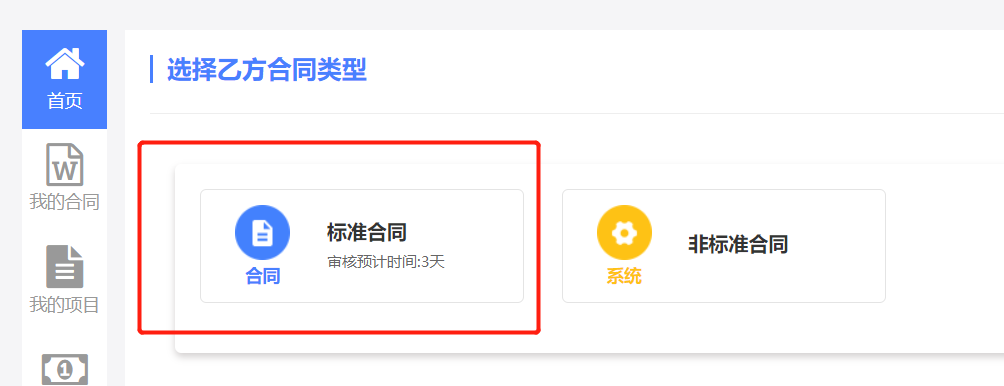 选择乙方合同类型
首页
我的合同
我的项目
标准合同
审核预计时间:3天
合同
非标准合同
系统